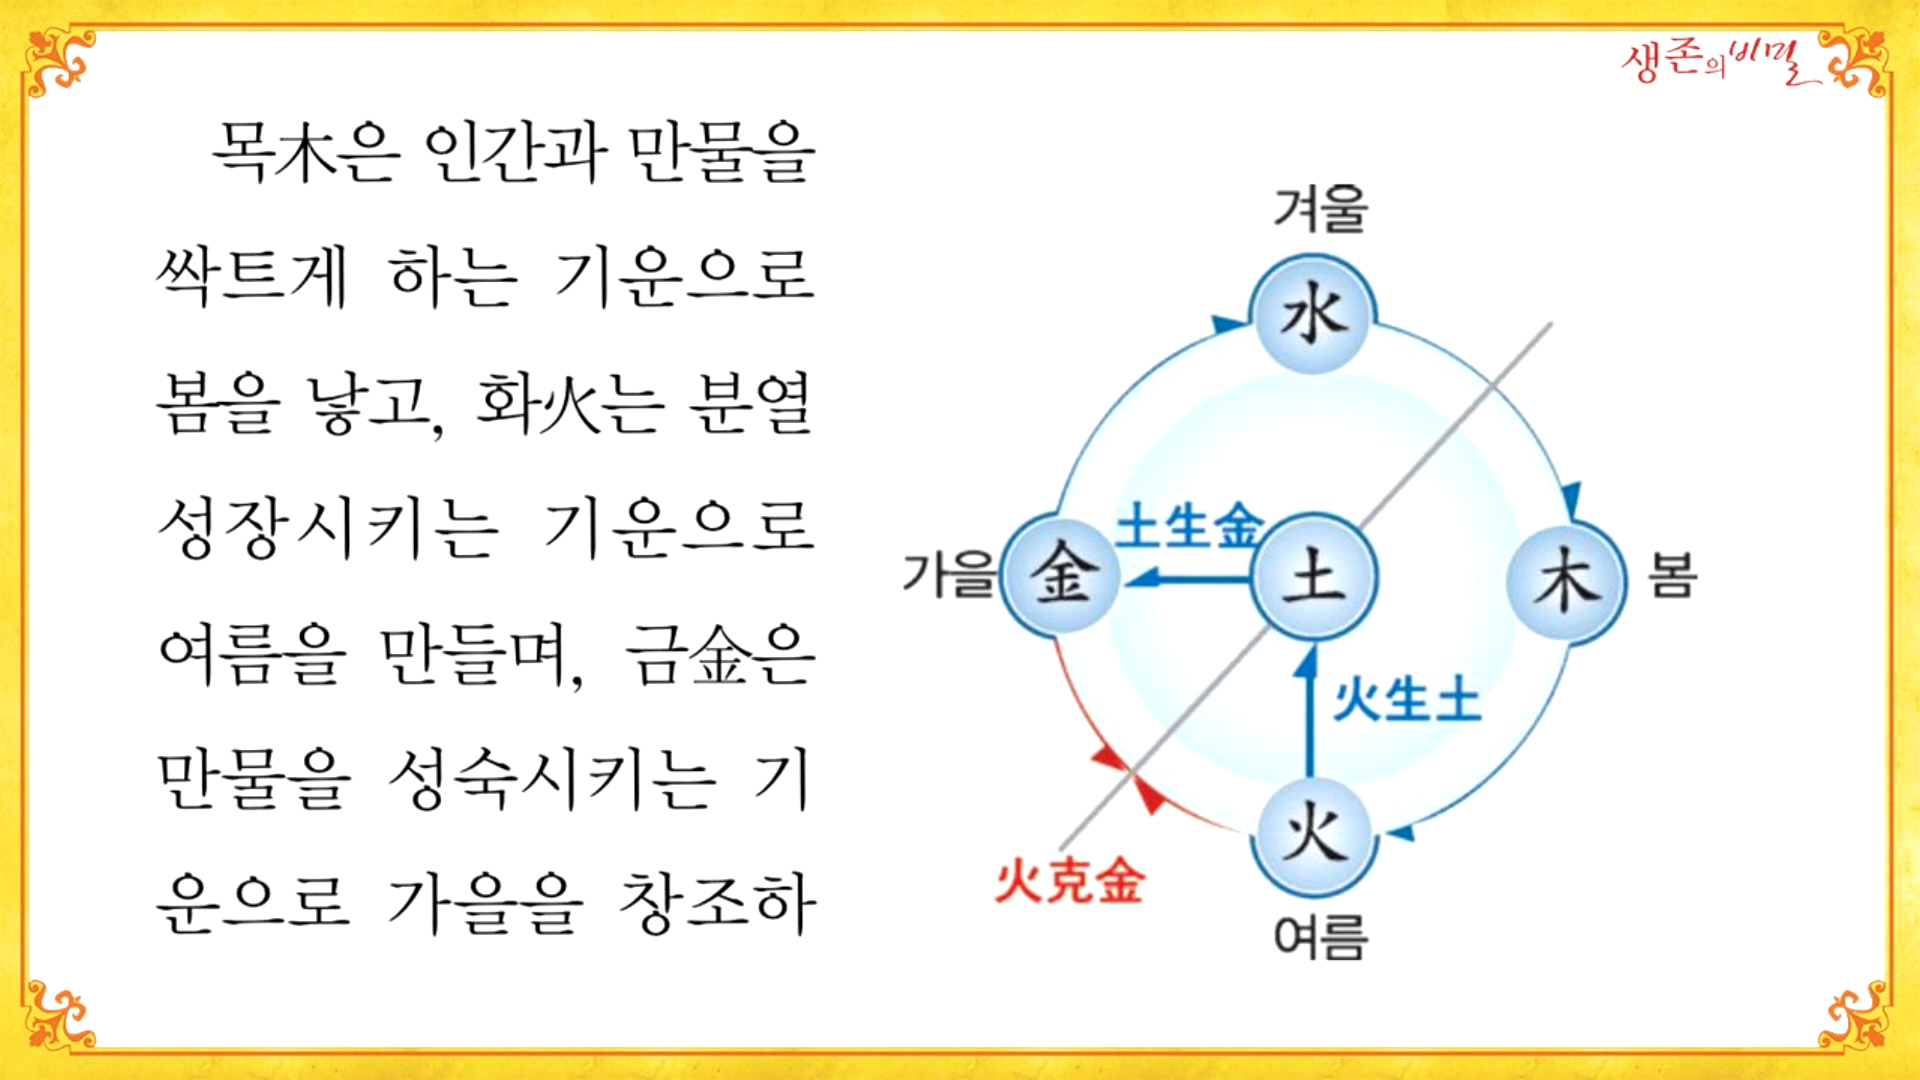 생존의 비밀
목木은 인간과 만물을
싹트게 하는 기운으로
봄을 낳고, 화火는 분열
성장시키는 기운으로
여름을 만들며, 금金은
만물을 성숙시키는 기
운으로 가을을 창조하
겨울
水
土生金
가을
金
土
木
봄
火生土
火
火克金
여름